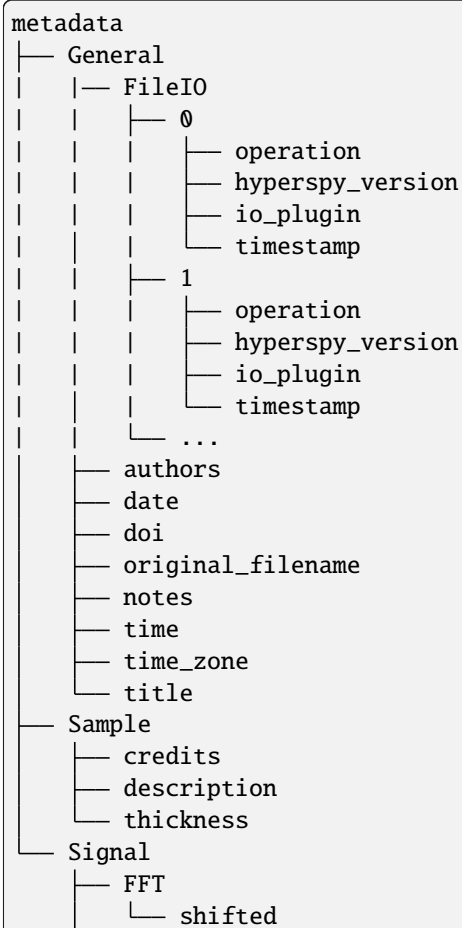 metadata
├── General
|   |── FileIO
|   |   ├── 0
|   |   |   ├── operation
|   |   |   ├── hyperspy_version
|   |   |   ├── io_plugin
|   │   |   └── timestamp
|   |   ├── 1
|   |   |   ├── operation
|   |   |   ├── hyperspy_version
|   |   |   ├── io_plugin
|   │   |   └── timestamp
|   |   └── ...
│   ├── authors
│   ├── date
│   ├── doi
│   ├── original_filename
│   ├── notes
│   ├── time
│   ├── time_zone
│   └── title
├── Sample
│   ├── credits
│   ├── description
│   └── thickness
└── Signal
    ├── FFT
    │   └── shifted